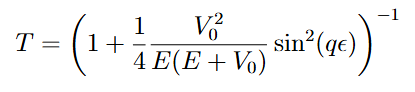 T = \left(1 + \frac{1}{4} \frac{V_0^2}{E(E + V_0)} \sin^2(q\epsilon)\right)^{-1}